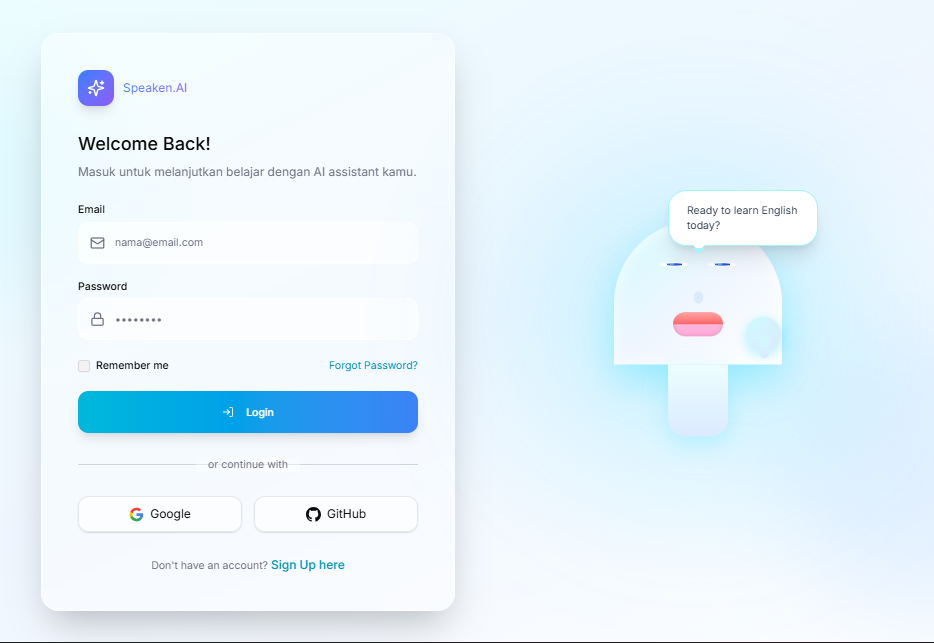 Speaken.AI
Welcome Back!
Masuk untuk melanjutkan belajar dengan AI assistant kamu.
Email
nama@email.com
Password
••••••••
Remember me
Forgot Password?
Login
or continue with
Google
GitHub
Don't have an account? Sign Up here
Ready to learn English
today?